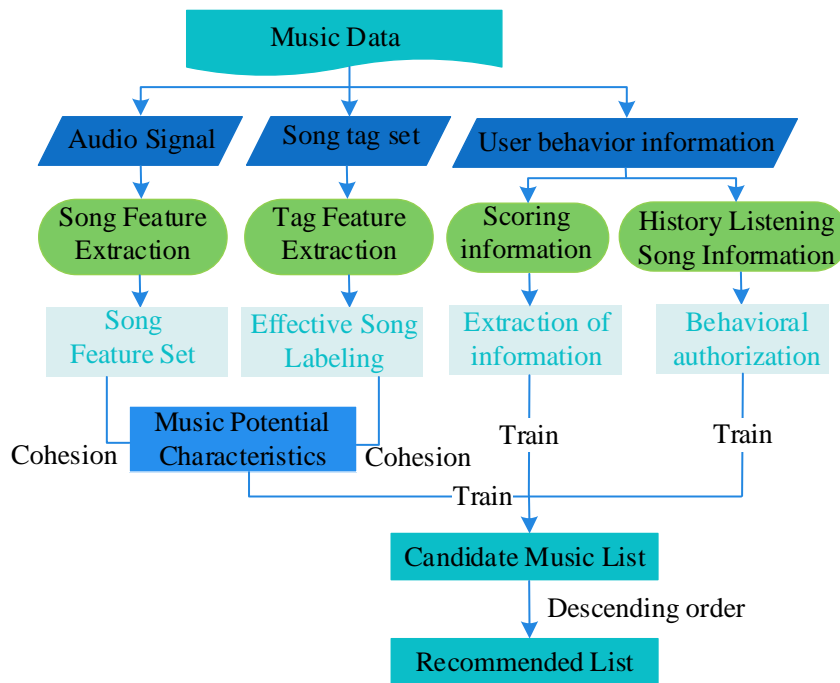 Music Data
Audio Signal
Song tag set
User behavior information
Song Feature
Extraction
Tag Feature
Extraction
Scoring
information
History Listening
Song Information
Song
Feature Set
Effective Song
Labeling
Extraction of
information
Behavioral
authorization
Music Potential
Characteristics
Cohesion
Cohesion
Train
Train
Train
Candidate Music List
Descending order
Recommended List